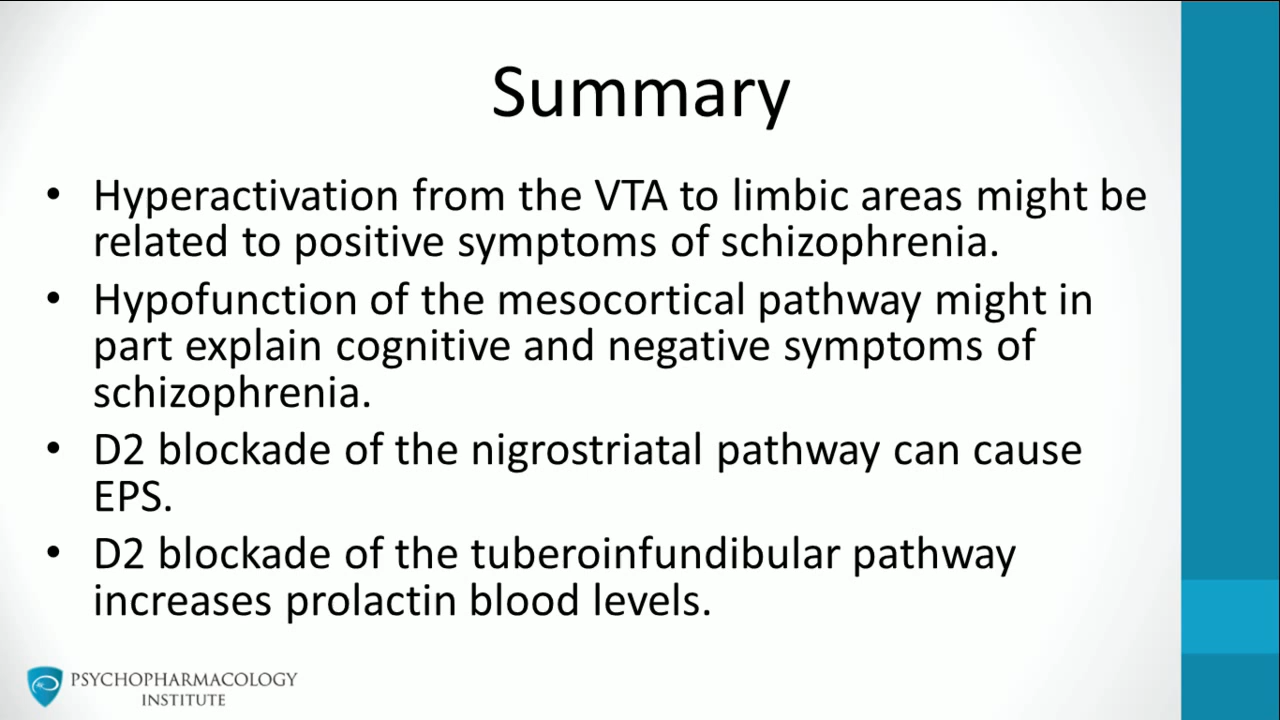 Summary
• Hyperactivation from the VTA to limbic areas might be
related to positive symptoms of schizophrenia.
• Hypofunction of the mesocortical pathway might in
part explain cognitive and negative symptoms of
schizophrenia.
• D2 blockade of the nigrostriatal pathway can cause
EPS.
• D2 blockade of the tuberoinfundibular pathway
increases prolactin blood levels.
PSYCHOPHARMACOLOGY
INSTITUTE